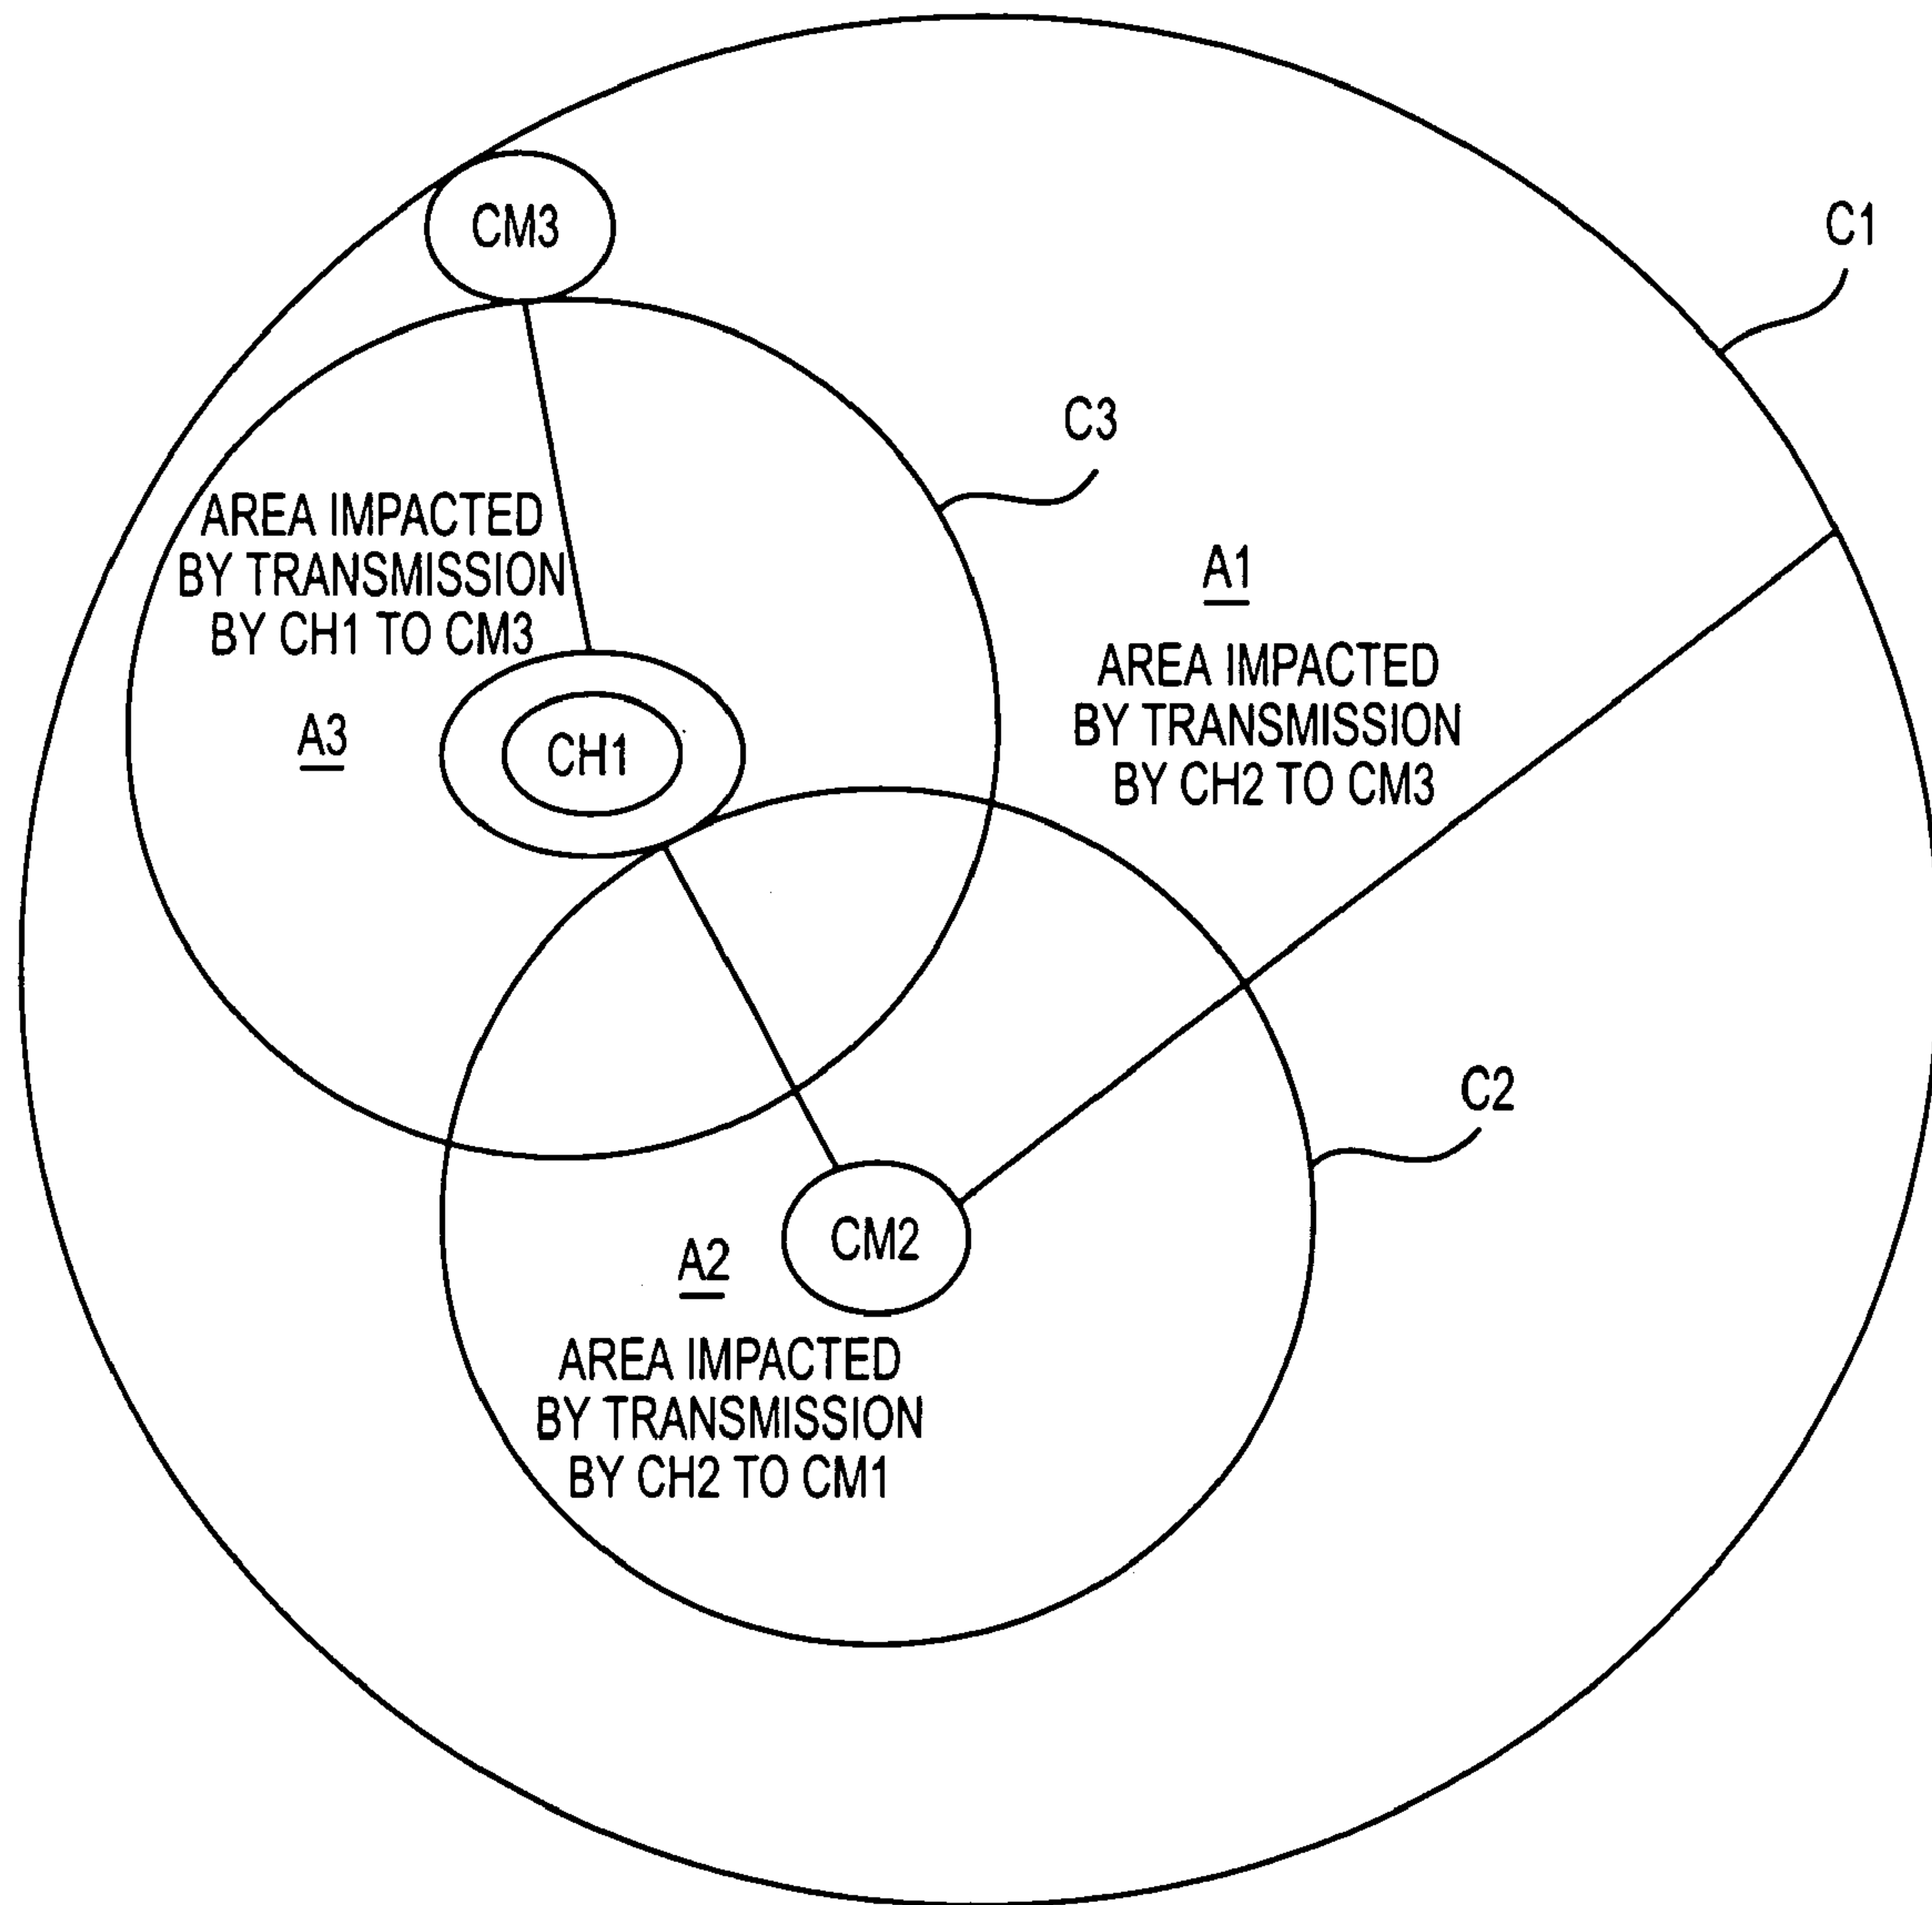 CM3
C1
C3
AREA IMPACTED
BY TRANSMISSION
BY CH1 TO CM3
A1
AREA IMPACTED
BY TRANSMISSION
BY CH2 TO CM3
A3
CH1
C2
CM2
A2
AREA IMPACTED
BY TRANSMISSION
BY CH2 TO CM1